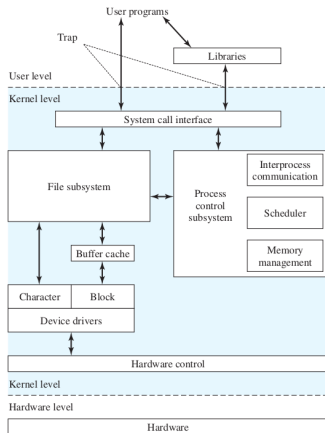 User programs
Trap
Libraries
User level
Kernel level
System call interface
File subsystem
Process
control
subsystem
Interprocess
communication
Scheduler
Memory
management
Buffer cache
Character
Block
Device drivers
Hardware control
Kernel level
Hardware level
Hardware